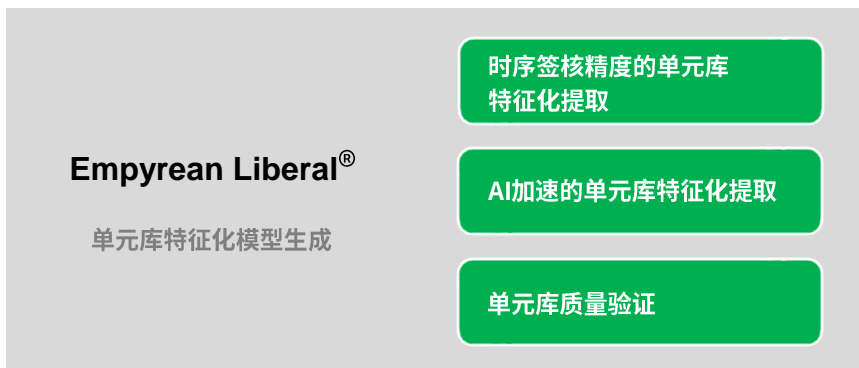 Empyrean Liberal®
单元库特征化模型生成
时序签核精度的单元库
特征化提取
AI加速的单元库特征化提取
单元库质量验证